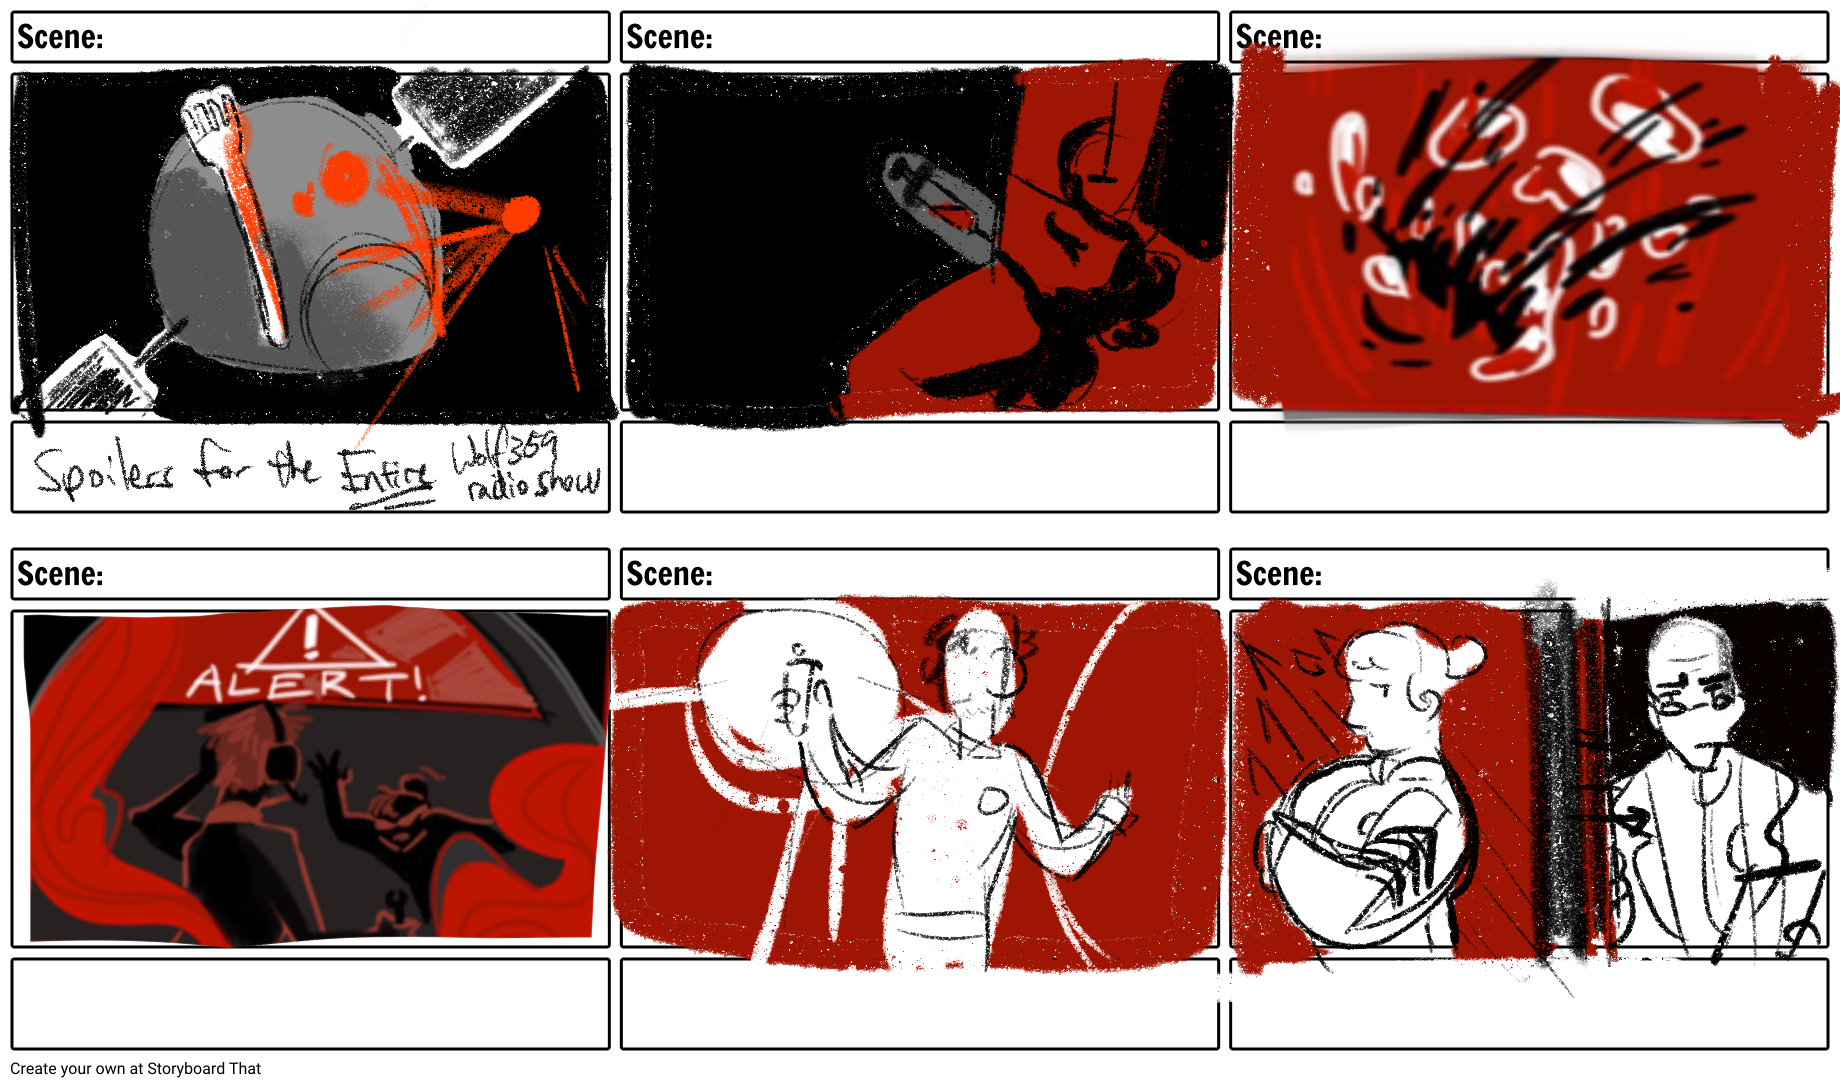 Scene:
Scene:
Scene:
Spoilers for the Entire Wolf359
radio show
Scene:
Scene:
Scene:
!
ALERT!
Create your own at Storyboard That